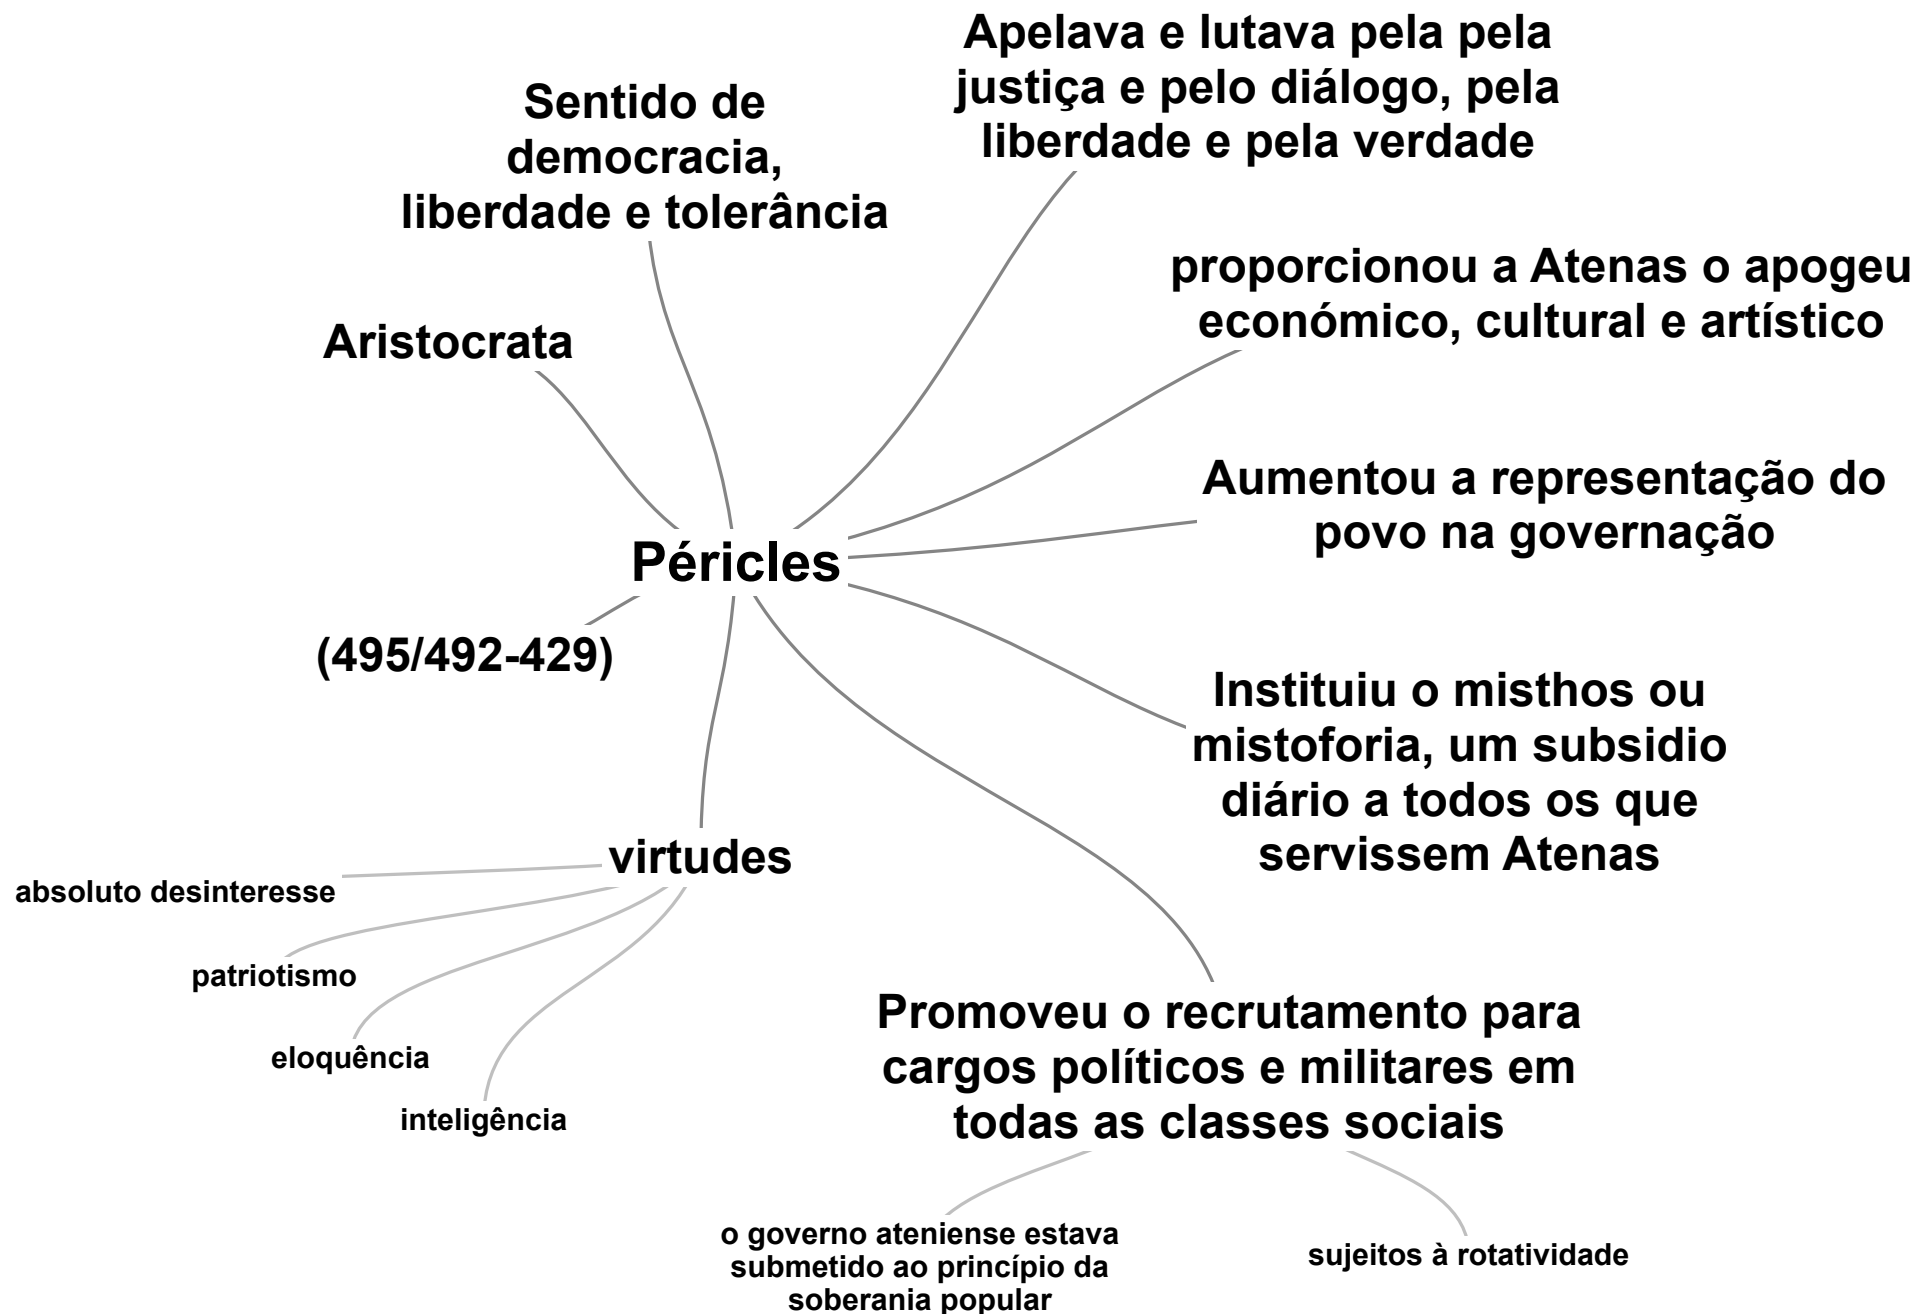 Apelava e lutava pela pela
justiça e pelo diálogo, pela
liberdade e pela verdade
Sentido de
democracia,
liberdade e tolerância
proporcionou a Atenas o apogeu
económico, cultural e artístico
Aristocrata
Aumentou a representação do
povo na governação
Péricles
(495/492-429)
Instituiu o misthos ou
mistoforia, um subsidio
diário a todos os que
servissem Atenas
virtudes
absoluto desinteresse
patriotismo
eloquência
inteligência
Promoveu o recrutamento para
cargos políticos e militares em
todas as classes sociais
o governo ateniense estava
submetido ao princípio da
soberania popular
sujeitos à rotatividade